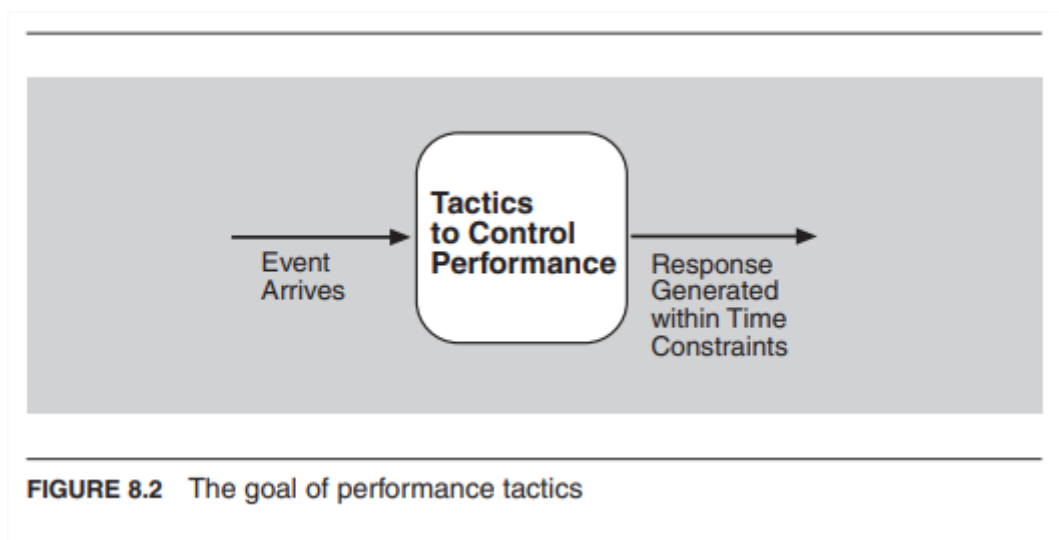 Tactics
to Control
Performance
Event
Arrives
Response
Generated
within Time
Constraints
FIGURE 8.2 The goal of performance tactics